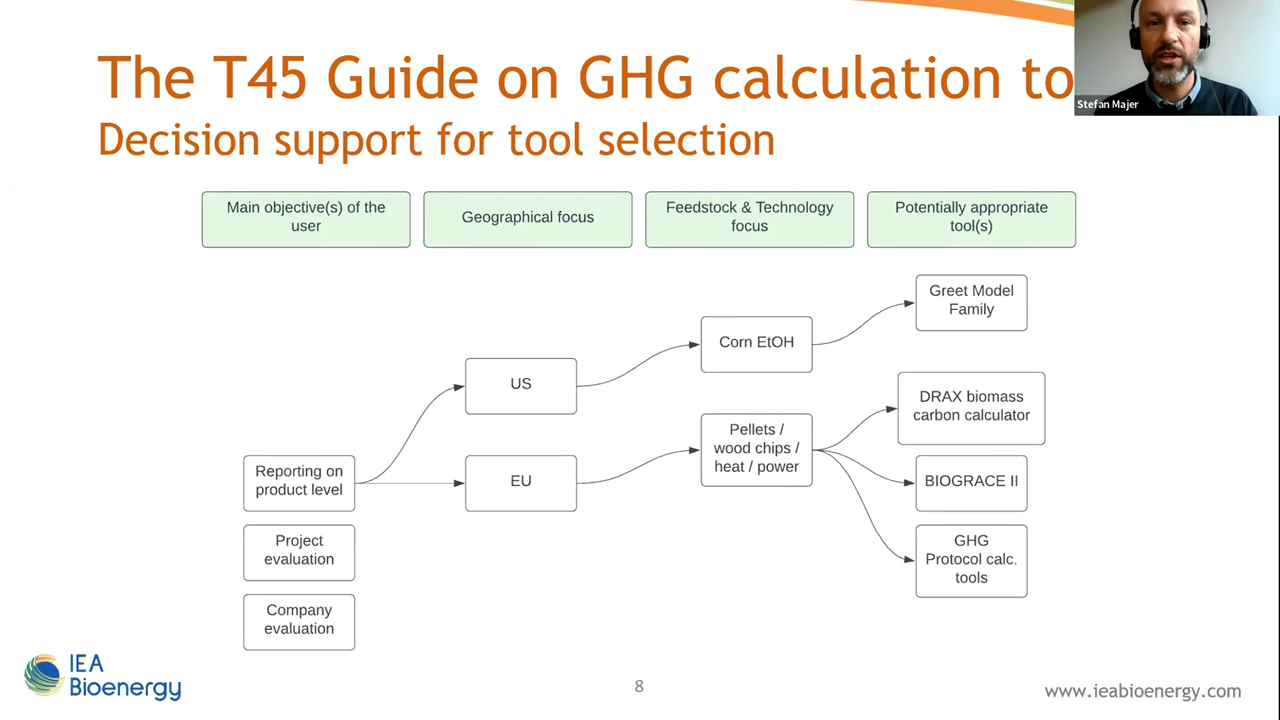 The T45 Guide on GHG calculation to
Stefan Majer
Decision support for tool selection
Main objective(s) of the
user
Geographical focus
Feedstock & Technology
focus
Potentially appropriate
tool(s)
Greet Model
Family
Corn EtOH
US
DRAX biomass
carbon calculator
Pellets /
wood chips /
heat / power
Reporting on
product level
EU
BIOGRACE II
Project
evaluation
GHG
Protocol calc.
tools
Company
evaluation
IEA
Bioenergy
8
www.ieabioenergy.com